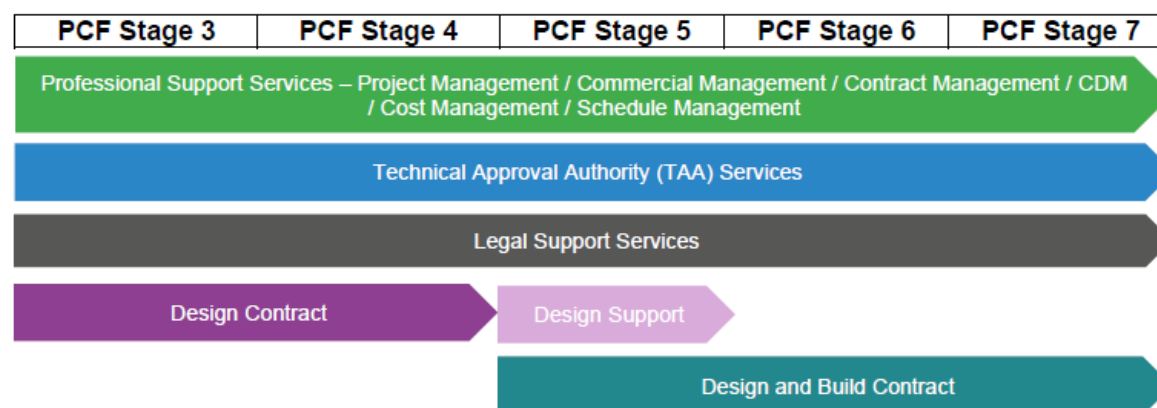 PCF Stage 3 PCF Stage 4 PCF Stage 5 PCF Stage 6 PCF Stage 7
Professional Support Services – Project Management / Commercial Management / Contract Management / CDM
/ Cost Management / Schedule Management
Technical Approval Authority (TAA) Services
Legal Support Services
Design Contract
Design Support
Design and Build Contract